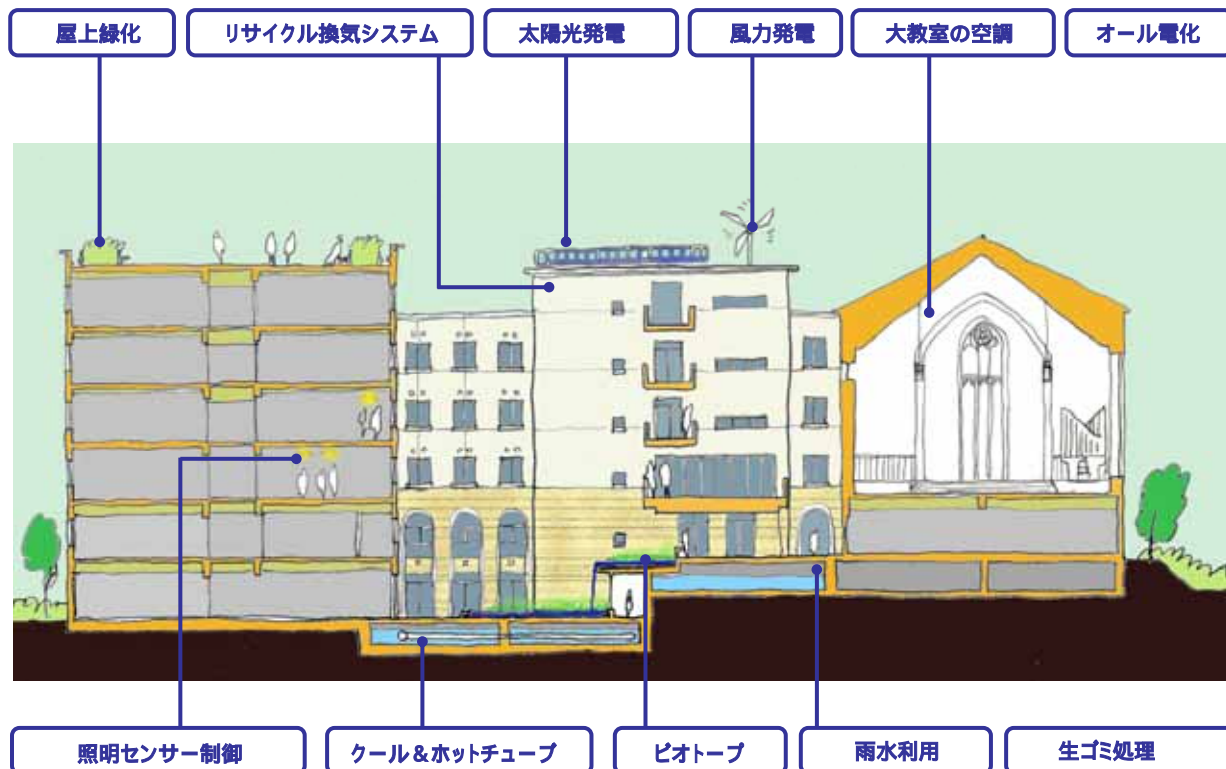 屋上緑化
リサイクル換気システム
太陽光発電
風力発電
大教室の空調
オール電化
照明センサー制御
クール＆ホットチューブ
ビオトープ
雨水利用
生ゴミ処理